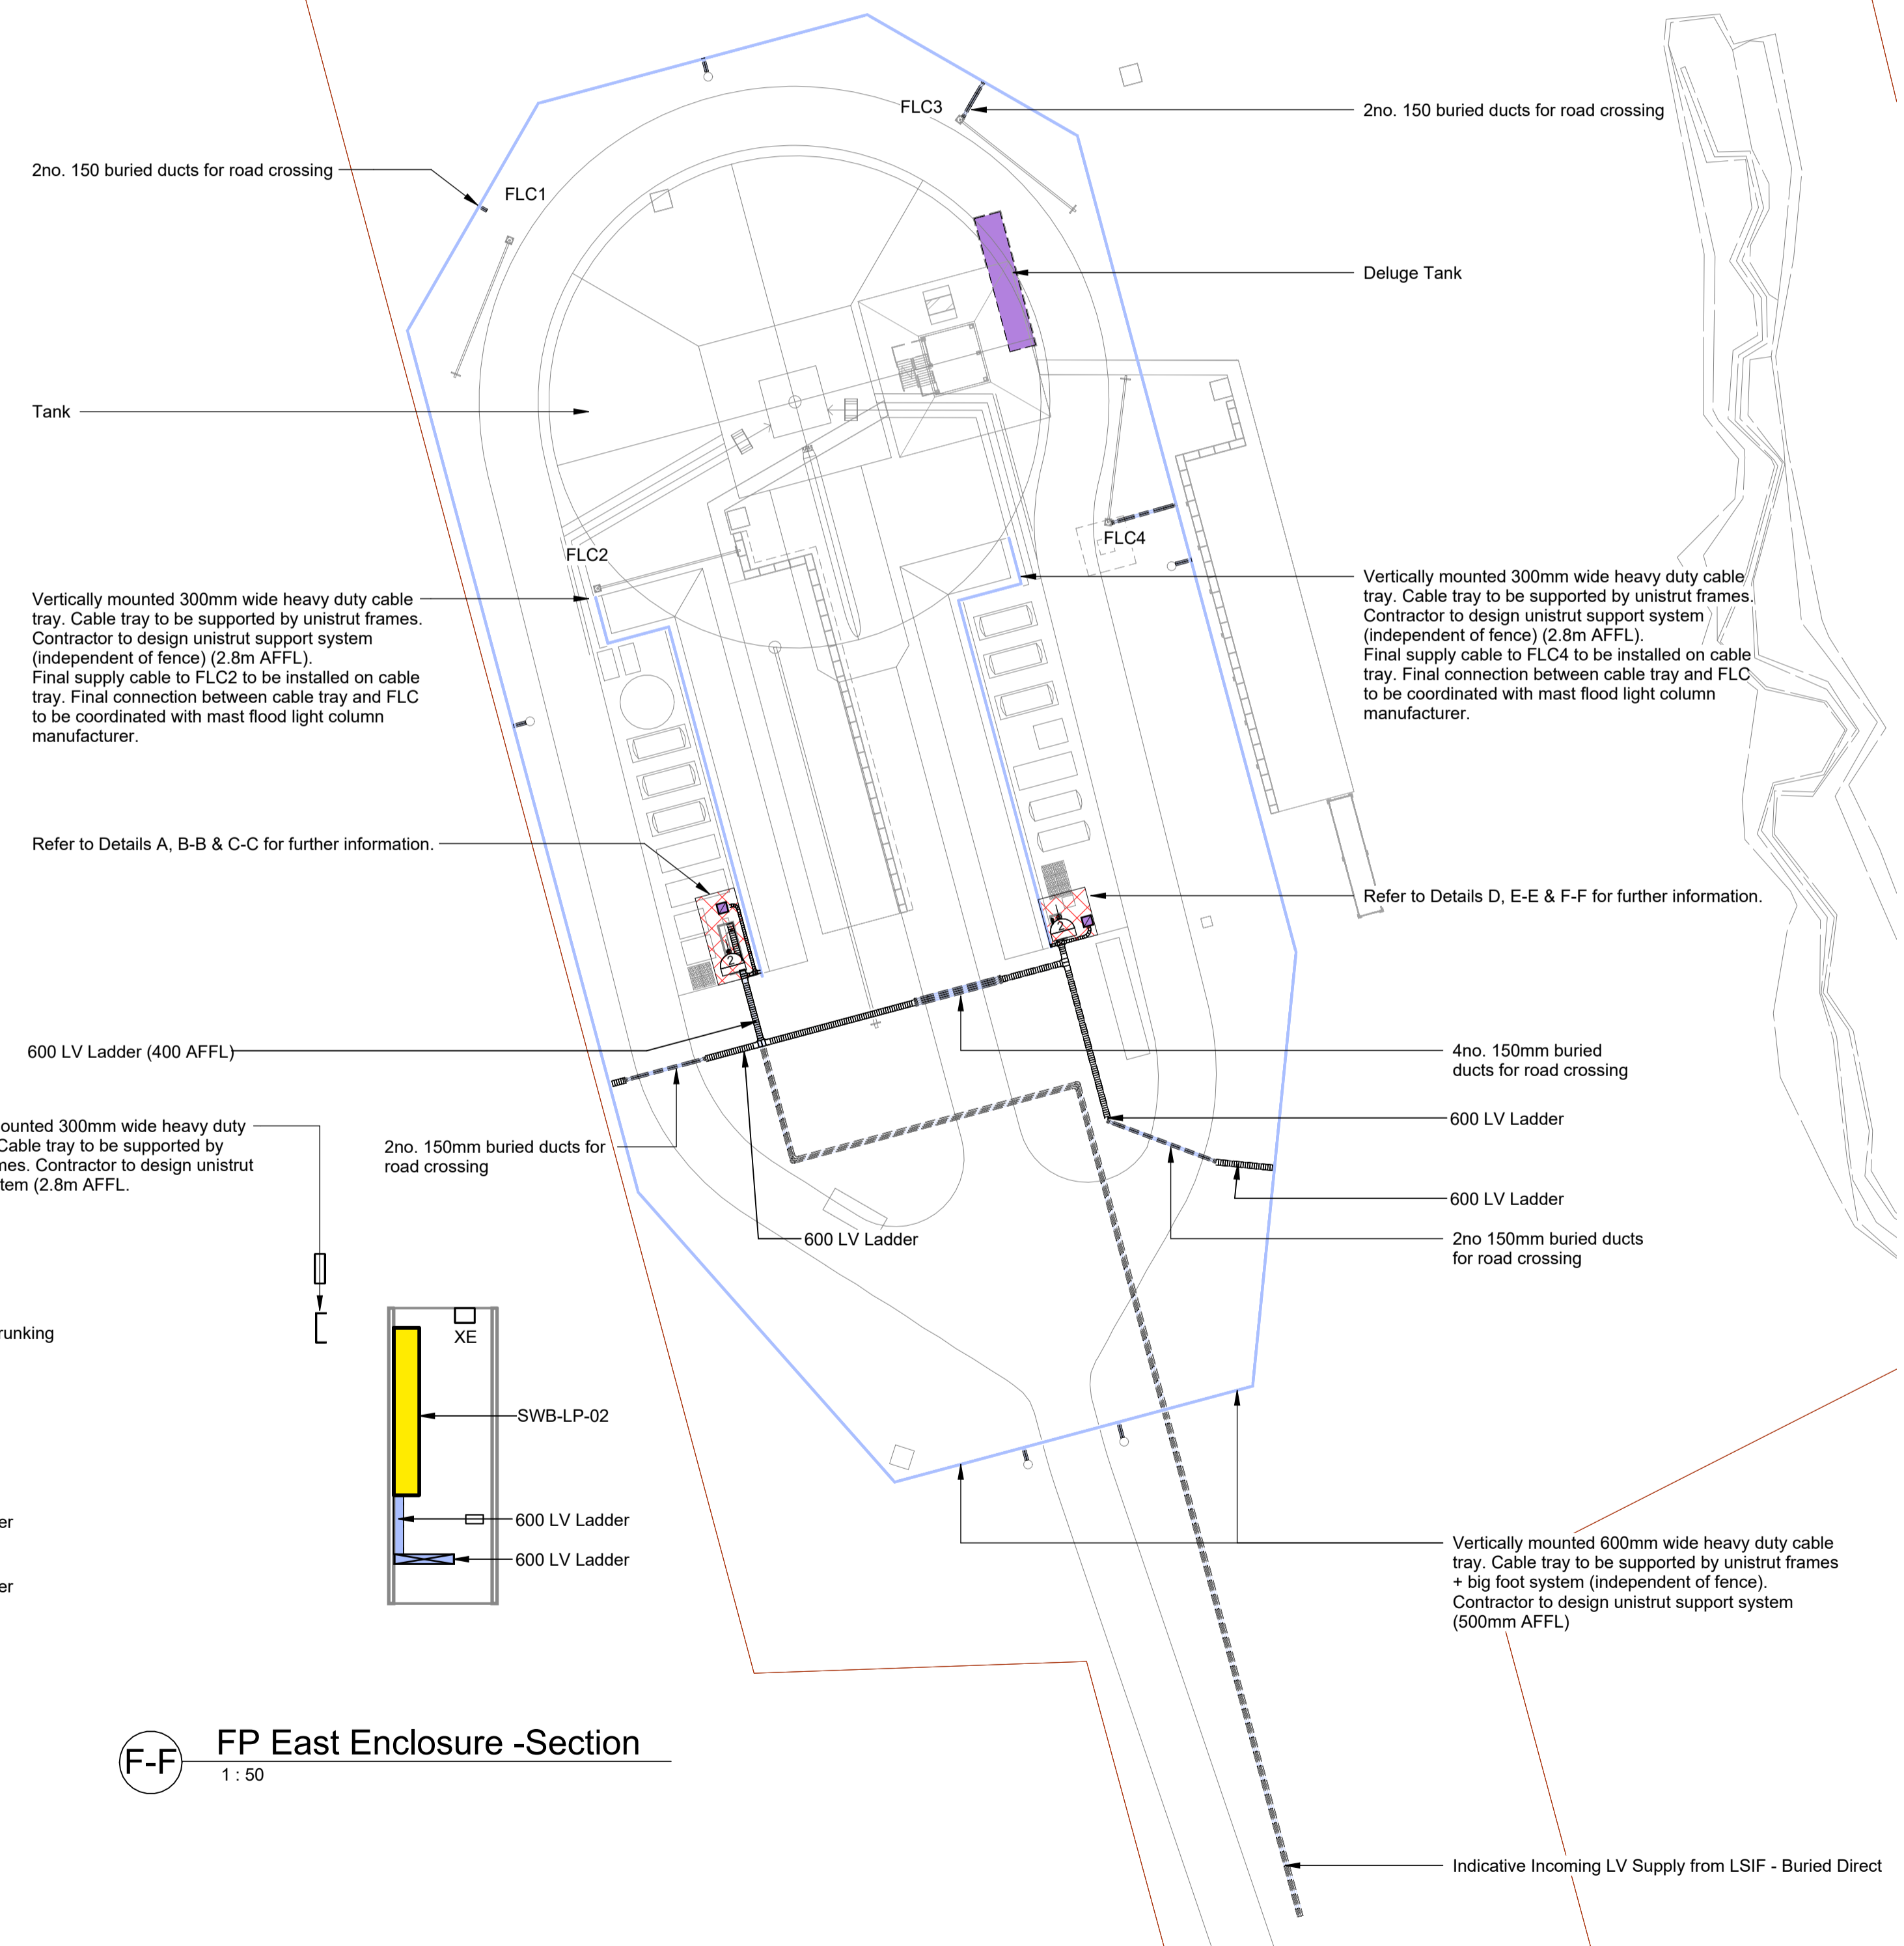 FLC3
2no. 150 buried ducts for road crossing
2no. 150 buried ducts for road crossing
FLC1
Deluge Tank
Tank
FLC2
FLC4
Vertically mounted 300mm wide heavy duty cable
tray. Cable tray to be supported by unistrut frames.
Contractor to design unistrut support system
(independent of fence) (2.8m AFFL).
Final supply cable to FLC2 to be installed on cable
tray. Final connection between cable tray and FLC
to be coordinated with mast flood light column
manufacturer.
Vertically mounted 300mm wide heavy duty cable
tray. Cable tray to be supported by unistrut frames.
Contractor to design unistrut support system
(independent of fence) (2.8m AFFL).
Final supply cable to FLC4 to be installed on cable
tray. Final connection between cable tray and FLC
to be coordinated with mast flood light column
manufacturer.
Refer to Details A, B-B & C-C for further information.
Refer to Details D, E-E & F-F for further information.
2
2
600 LV Ladder (400 AFFL)
4no. 150mm buried
ducts for road crossing
600 LV Ladder
ounted 300mm wide heavy duty
Cable tray to be supported by
mes. Contractor to design unistrut
tem (2.8m AFFL.
2no. 150mm buried ducts for
road crossing
600 LV Ladder
600 LV Ladder
2no 150mm buried ducts
for road crossing
runking
XE
SWB-LP-02
er
600 LV Ladder
600 LV Ladder
er
Vertically mounted 600mm wide heavy duty cable
tray. Cable tray to be supported by unistrut frames
+ big foot system (independent of fence).
Contractor to design unistrut support system
(500mm AFFL)
F-F
FP East Enclosure -Section
1 : 50
Indicative Incoming LV Supply from LSIF - Buried Direct